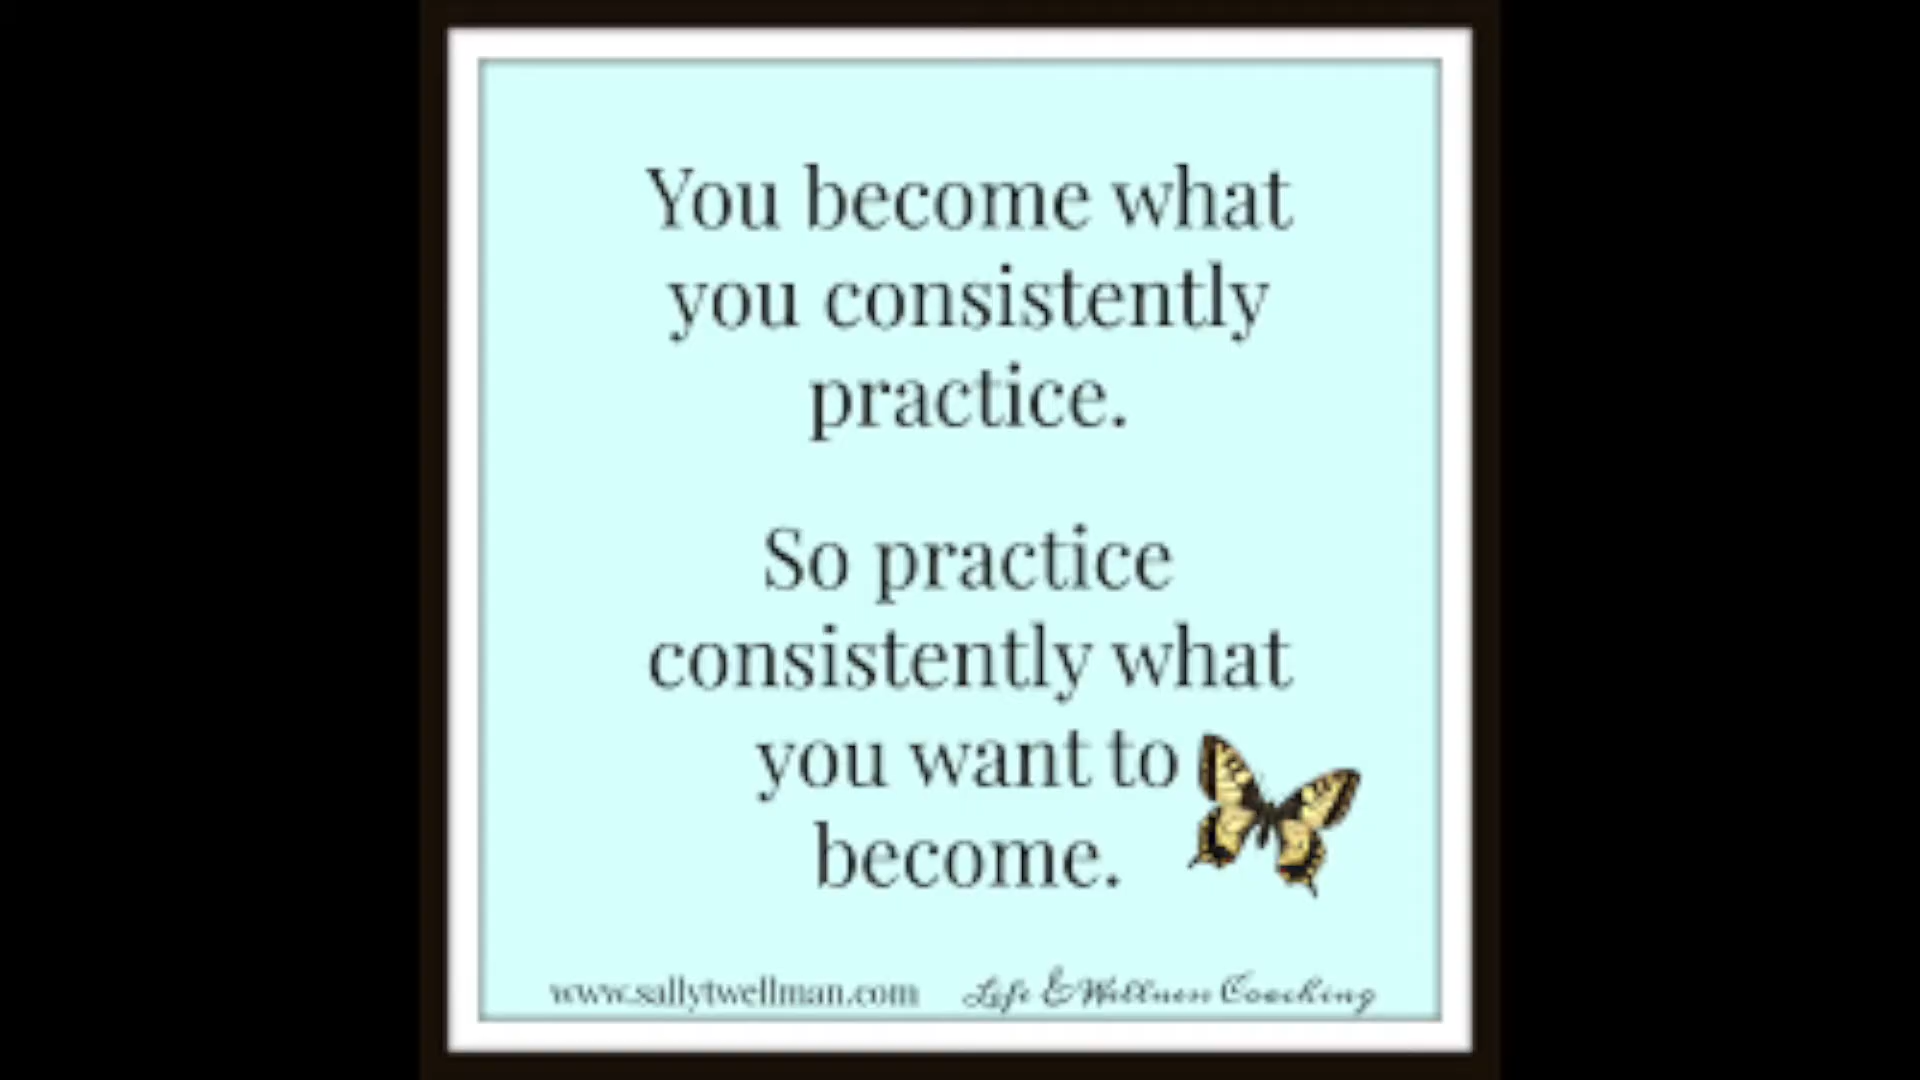 You become what
you consistently
practice.
So practice
consistently what
you want to
become.
www.sallytwellman.com Life & Wellness Coaching